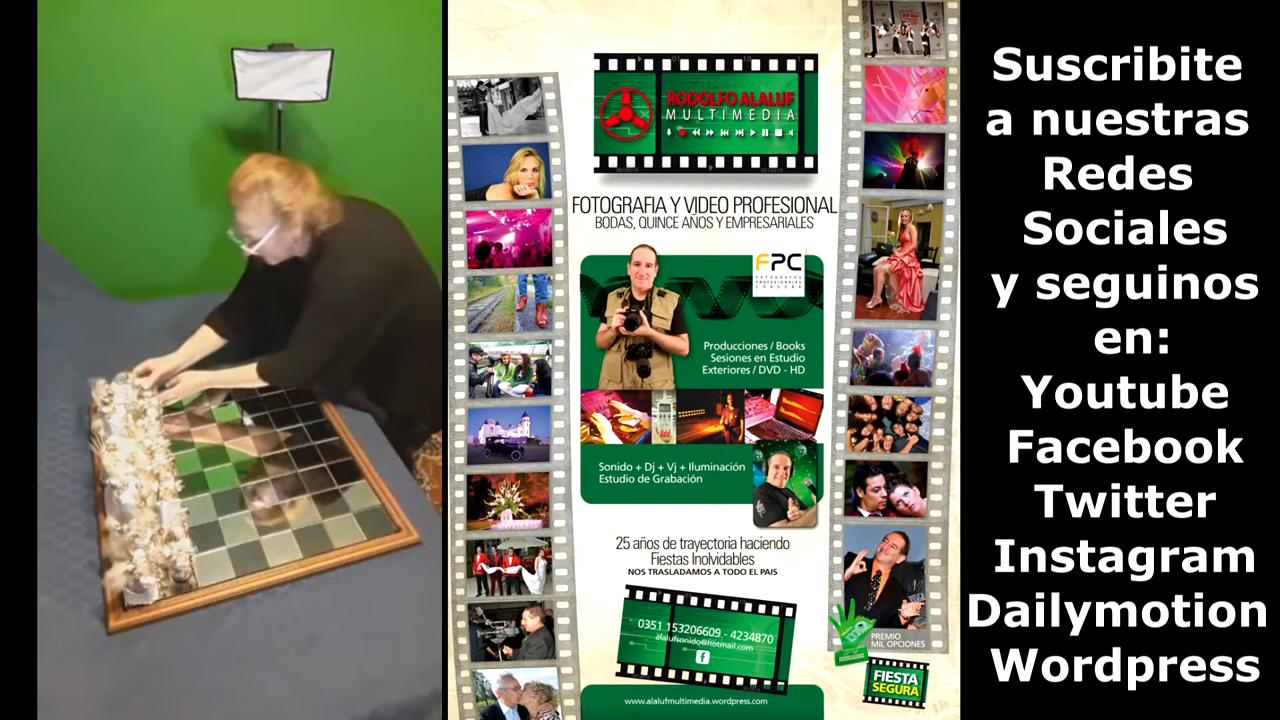 RODOLFO ALALUF
MULTIMEDIA
FOTOGRAFIA Y VIDEO PROFESIONAL
BODAS, QUINCE AÑOS Y EMPRESARIALES
FPC
FOTÓGRAFOS
PROFESIONALES
CÓRDOBA
Producciones / Books
Sesiones en Estudio
Exteriores / DVD - HD
Sonido + Dj + Vj + Iluminación
Estudio de Grabación
25 años de trayectoria haciendo
Fiestas Inolvidables
NOS TRASLADAMOS A TODO EL PAIS
0351 153206609 - 4234870
alalufsonido@hotmail.com
f
www.alalufmultimedia.wordpress.com
PREMIO
MIL OPCIONES
FIESTA
SEGURA
Suscribite
a nuestras
Redes
Sociales
y seguinos
en:
Youtube
Facebook
Twitter
Instagram
Dailymotion
Wordpress